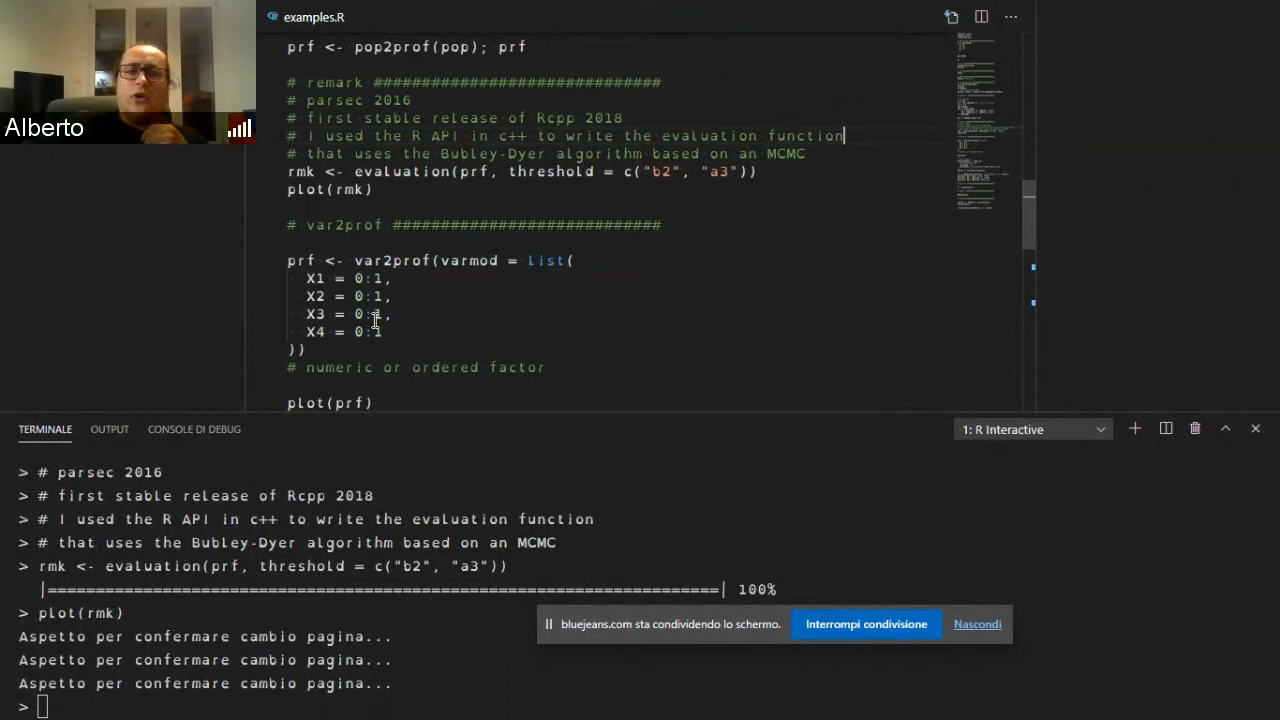 Alberto
examples.R
prf <- pop2prof(pop); prf
# remark ##############################
# parsec 2016
# first stable release of Rcpp 2018
# I used the R API in c++ to write the evaluation function
# that uses the Bubley-Dyer algorithm based on an MCMC
rmk <- evaluation(prf, threshold = c("b2", "a3"))
plot(rmk)
# var2prof ############################
prf <- var2prof(varmod = list(
X1 = 0:1,
X2 = 0:1,
X3 = 0:1,
X4 = 0:1
))
# numeric or ordered factor
plot(prf)
TERMINALE OUTPUT CONSOLE DI DEBUG 1: R Interactive
> # parsec 2016
> # first stable release of Rcpp 2018
> # I used the R API in c++ to write the evaluation function
> # that uses the Bubley-Dyer algorithm based on an MCMC
> rmk <- evaluation(prf, threshold = c("b2", "a3"))
|======================================================================| 100%
> plot(rmk)
Aspetto per confermare cambio pagina...
Aspetto per confermare cambio pagina...
Aspetto per confermare cambio pagina...
>
bluejeans.com sta condividendo lo schermo. Interrompi condivisione Nascondi